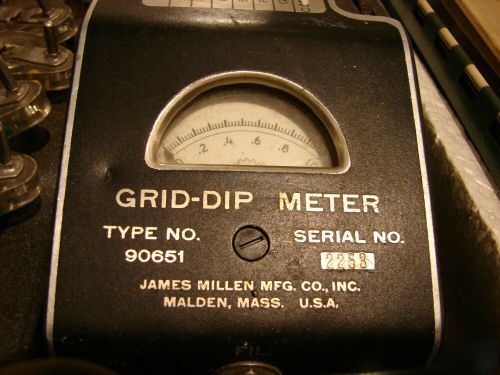 .2 .4 .6 .8
GRID-DIP METER
TYPE NO. SERIAL NO.
90651 2258
JAMES MILLEN MFG. CO., INC.
MALDEN, MASS. U.S.A.